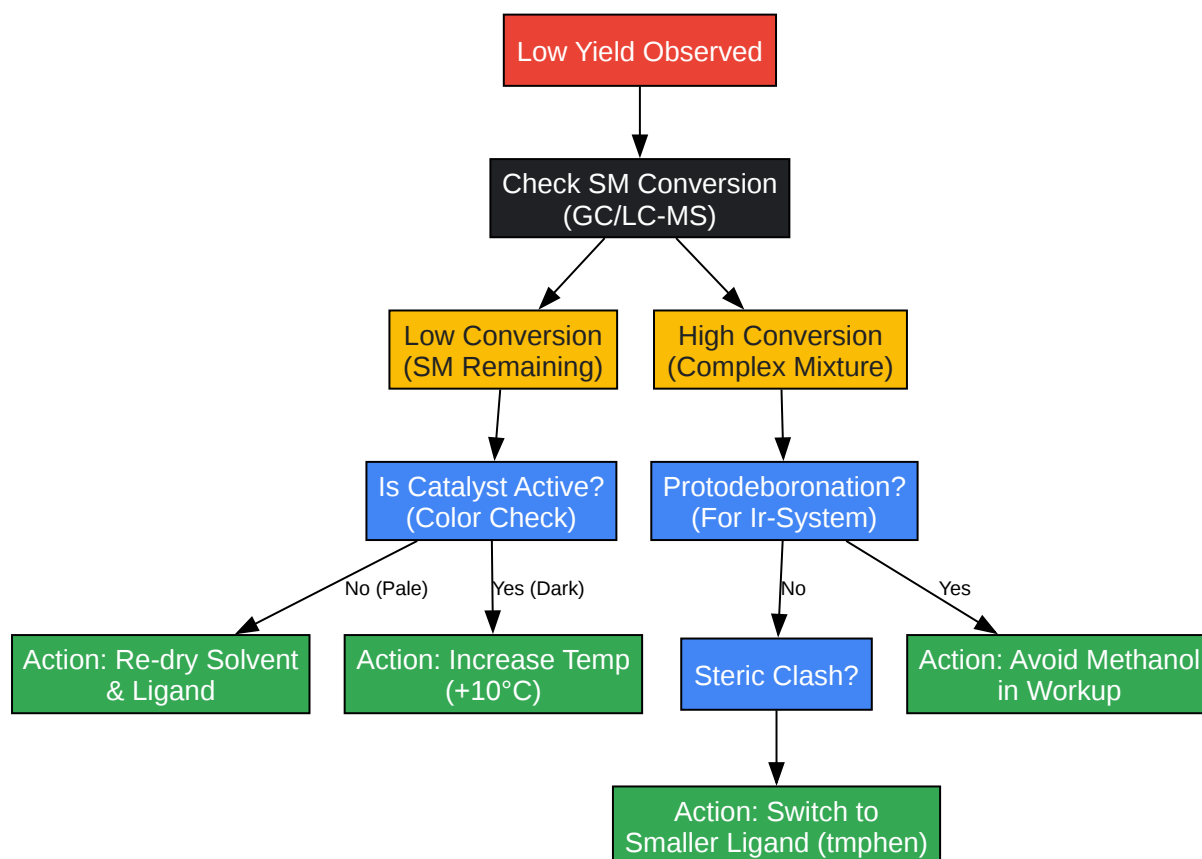 Low Yield Observed
Check SM Conversion
(GC/LC-MS)
Low Conversion
(SM Remaining)
High Conversion
(Complex Mixture)
Is Catalyst Active?
(Color Check)
Protodeboronation?
(For Ir-System)
No (Pale)
Yes (Dark)
No
Yes
Action: Re-dry Solvent
& Ligand
Action: Increase Temp
(+10°C)
Steric Clash?
Action: Avoid Methanol
in Workup
Action: Switch to
Smaller Ligand (tmphen)